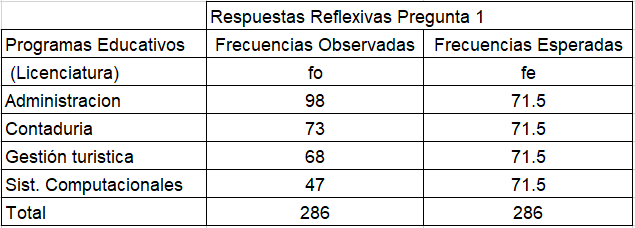 Respuestas Reflexivas Pregunta 1
Programas Educativos Frecuencias Observadas Frecuencias Esperadas
(Licenciatura) fo fe
Administracion 98 71.5
Contaduria 73 71.5
Gestión turistica 68 71.5
Sist. Computacionales 47 71.5
Total 286 286